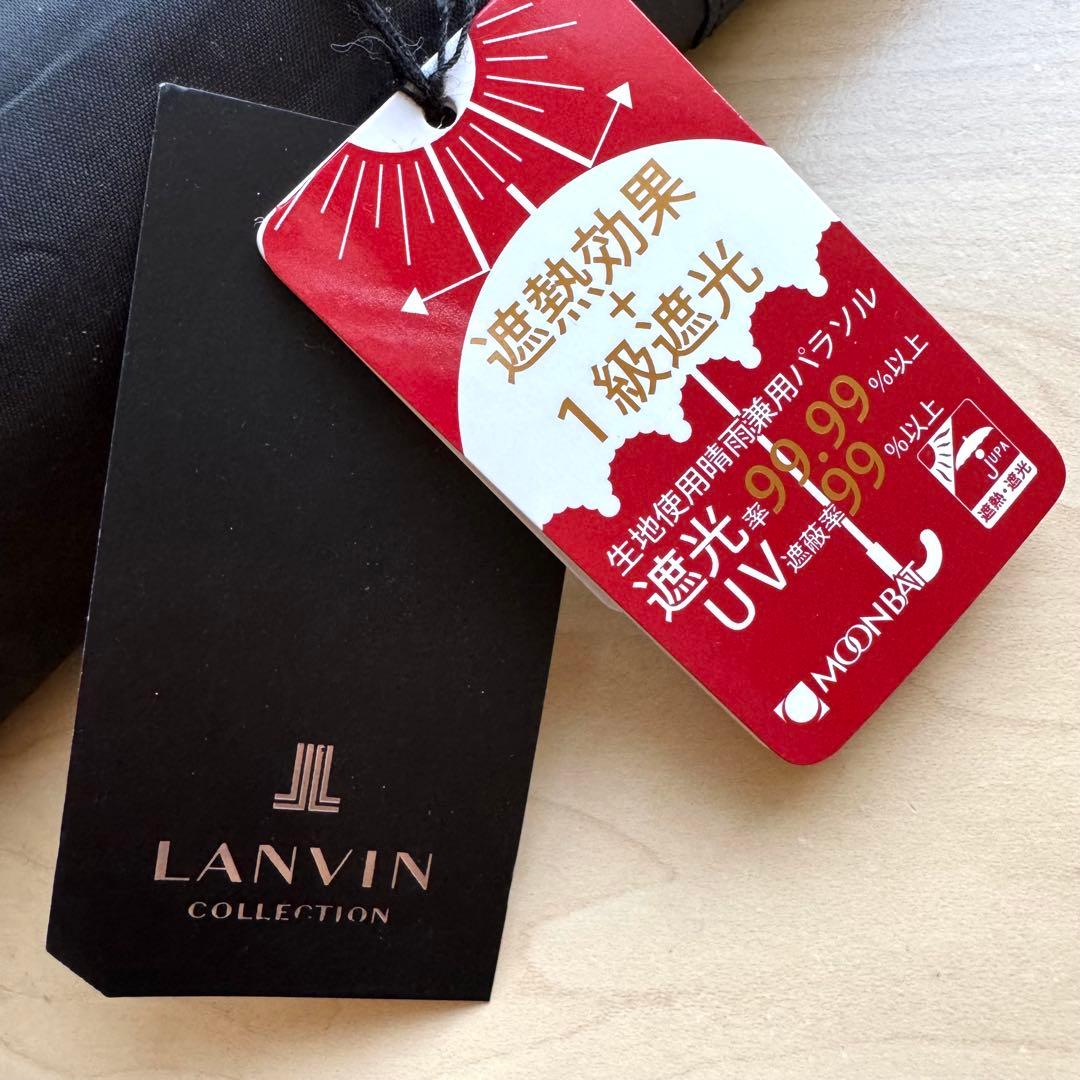 遮熱効果
+
1級遮光
生地使用晴雨兼用パラソル
遮光率99.99%以上
UV遮蔽率99%以上
JUPA
遮熱・遮光
MOONBAT
LANVIN
COLLECTION